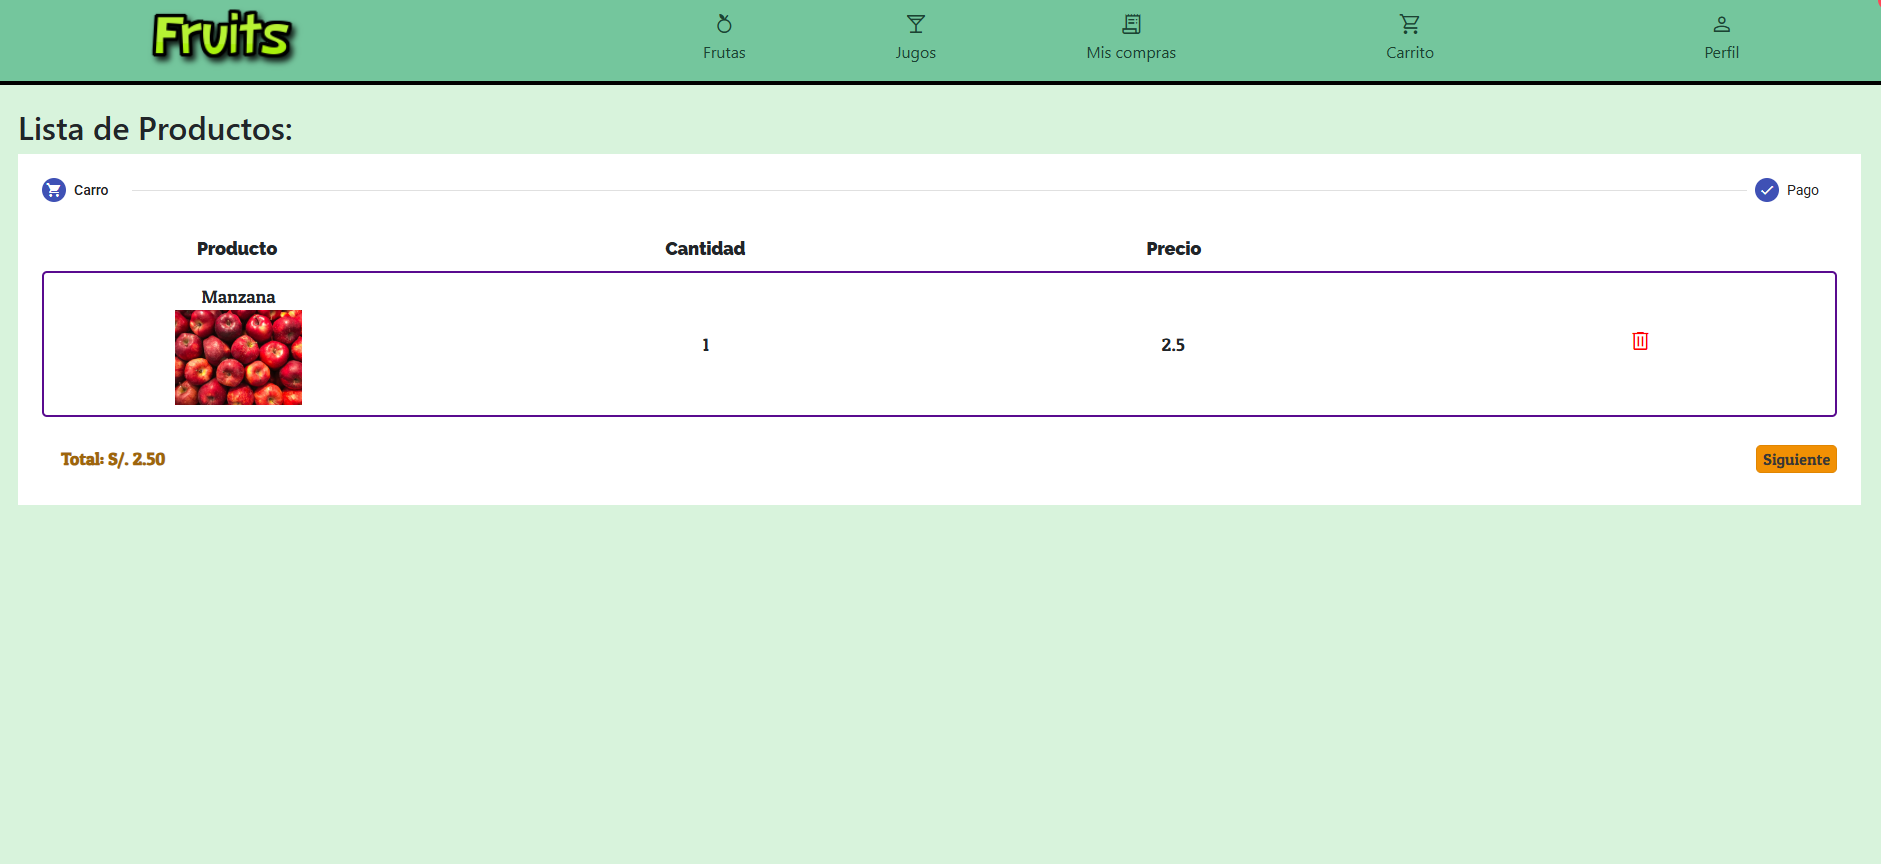 Fruits
Frutas
Jugos
Mis compras
Carrito
Perfil
Lista de Productos:
Carro
Pago
Producto
Cantidad
Precio
Manzana
1
2.5
Total: S/. 2.50
Siguiente